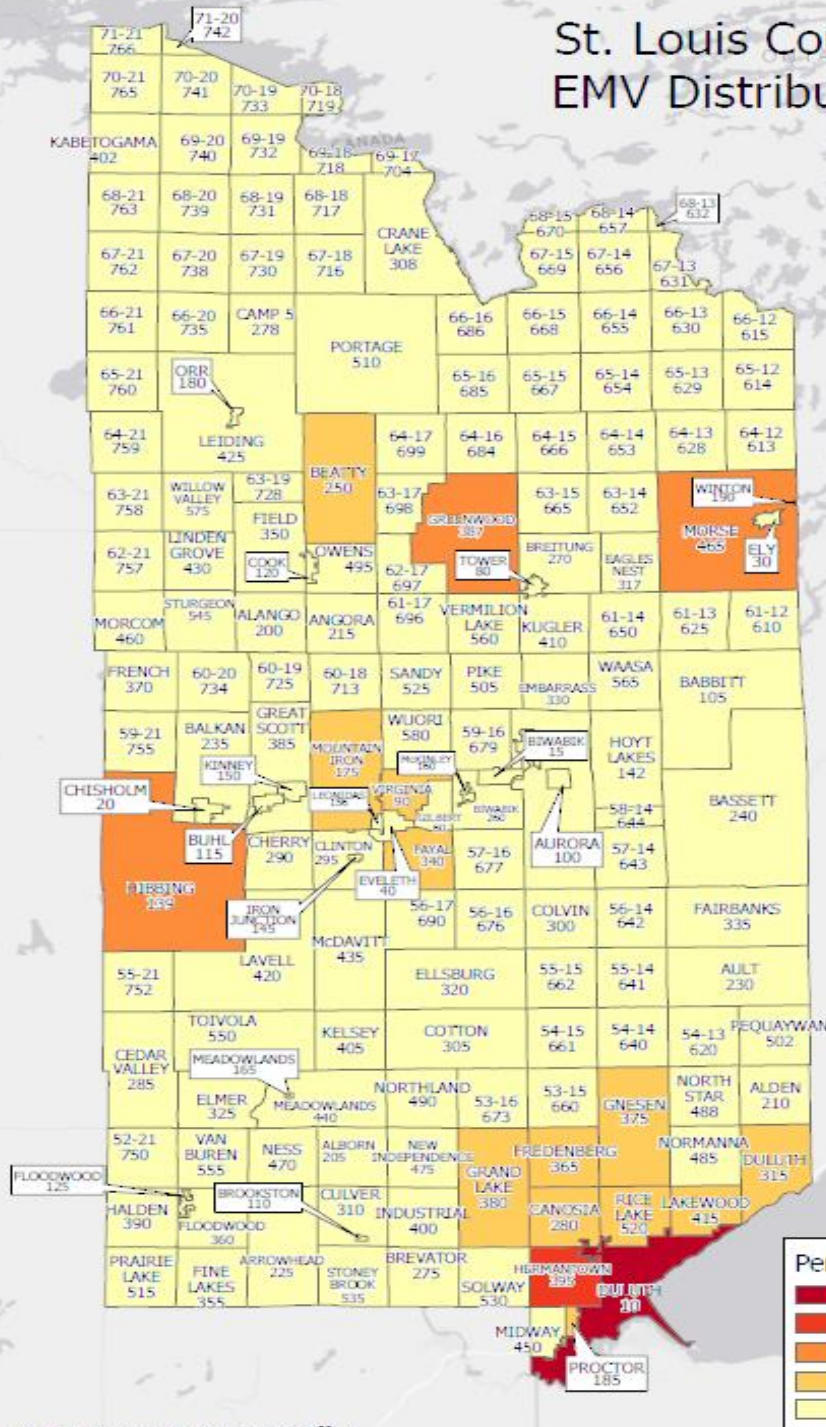 St. Louis Co
EMV Distribu
71-21
766
71-20
742
70-21
765
70-20
741
70-19
733
70-18
719
KABETOGAMA
402
69-20
740
69-19
732
69-18
718
CANADA
69-17
704
68-21
763
68-20
739
68-19
731
68-18
717
CRANE
LAKE
308
68-15
670
68-14
657
68-13
632
67-21
762
67-20
738
67-19
730
67-18
716
67-15
669
67-14
656
67-13
631
66-21
761
66-20
735
CAMP 5
278
PORTAGE
510
66-16
686
66-15
668
66-14
655
66-13
630
66-12
615
65-21
760
ORR
180
65-16
685
65-15
667
65-14
654
65-13
629
65-12
614
64-21
759
LEIDING
425
BEATTY
250
64-17
699
64-16
684
64-15
666
64-14
653
64-13
628
64-12
613
63-21
758
WILLOW
VALLEY
575
63-19
728
FIELD
350
63-17
698
GREENWOOD
387
63-15
665
63-14
652
WINTON
190
MORSE
465
ELY
30
62-21
757
LINDEN
GROVE
430
COOK
120
OWENS
495
62-17
697
TOWER
80
BREITUNG
270
EAGLES
NEST
317
MORCOM
460
STURGEON
545
ALANGO
200
ANGORA
215
61-17
696
VERMILION
LAKE
560
KUGLER
410
61-14
650
61-13
625
61-12
610
FRENCH
370
60-20
734
60-19
725
60-18
713
SANDY
525
PIKE
505
EMBARRASS
330
WAASA
565
BABBITT
105
59-21
755
BALKAN
235
GREAT
SCOTT
385
MOUNTAIN
IRON
175
WUORI
580
59-16
679
BIWABIK
15
HOYT
LAKES
142
KINNEY
150
MCKINLEY
160
CHISHOLM
20
LEONIDAS
156
VIRGINIA
90
GILBERT
60
BIWABIK
260
58-14
644
BASSETT
240
BUHL
115
CHERRY
290
CLINTON
295
FAYAL
340
57-16
677
AURORA
100
57-14
643
HIBBING
139
EVELETH
40
IRON
JUNCTION
145
56-17
690
56-16
676
COLVIN
300
56-14
642
FAIRBANKS
335
McDAVITT
435
55-21
752
LAVELL
420
ELLSBURG
320
55-15
662
55-14
641
AULT
230
TOIVOLA
550
KELSEY
405
COTTON
305
54-15
661
54-14
640
54-13
620
PEQUAYWAN
502
CEDAR
VALLEY
285
MEADOWLANDS
165
ELMER
325
MEADOWLANDS
440
NORTHLAND
490
53-16
673
53-15
660
GNESEN
375
NORTH
STAR
488
ALDEN
210
52-21
750
VAN
BUREN
555
NESS
470
ALBORN
205
NEW
INDEPENDENCE
475
GRAND
LAKE
380
FREDENBERG
365
NORMANNA
485
DULUTH
315
FLOODWOOD
125
HALDEN
390
FLOODWOOD
360
BROOKSTON
110
CULVER
310
INDUSTRIAL
400
CANOSIA
280
RICE
LAKE
520
LAKEWOOD
415
PRAIRIE
LAKE
515
FINE
LAKES
355
ARROWHEAD
225
STONEY
BROOK
535
BREVATOR
275
SOLWAY
530
HERMANTOWN
395
DULUTH
10
MIDWAY
450
PROCTOR
185
Per